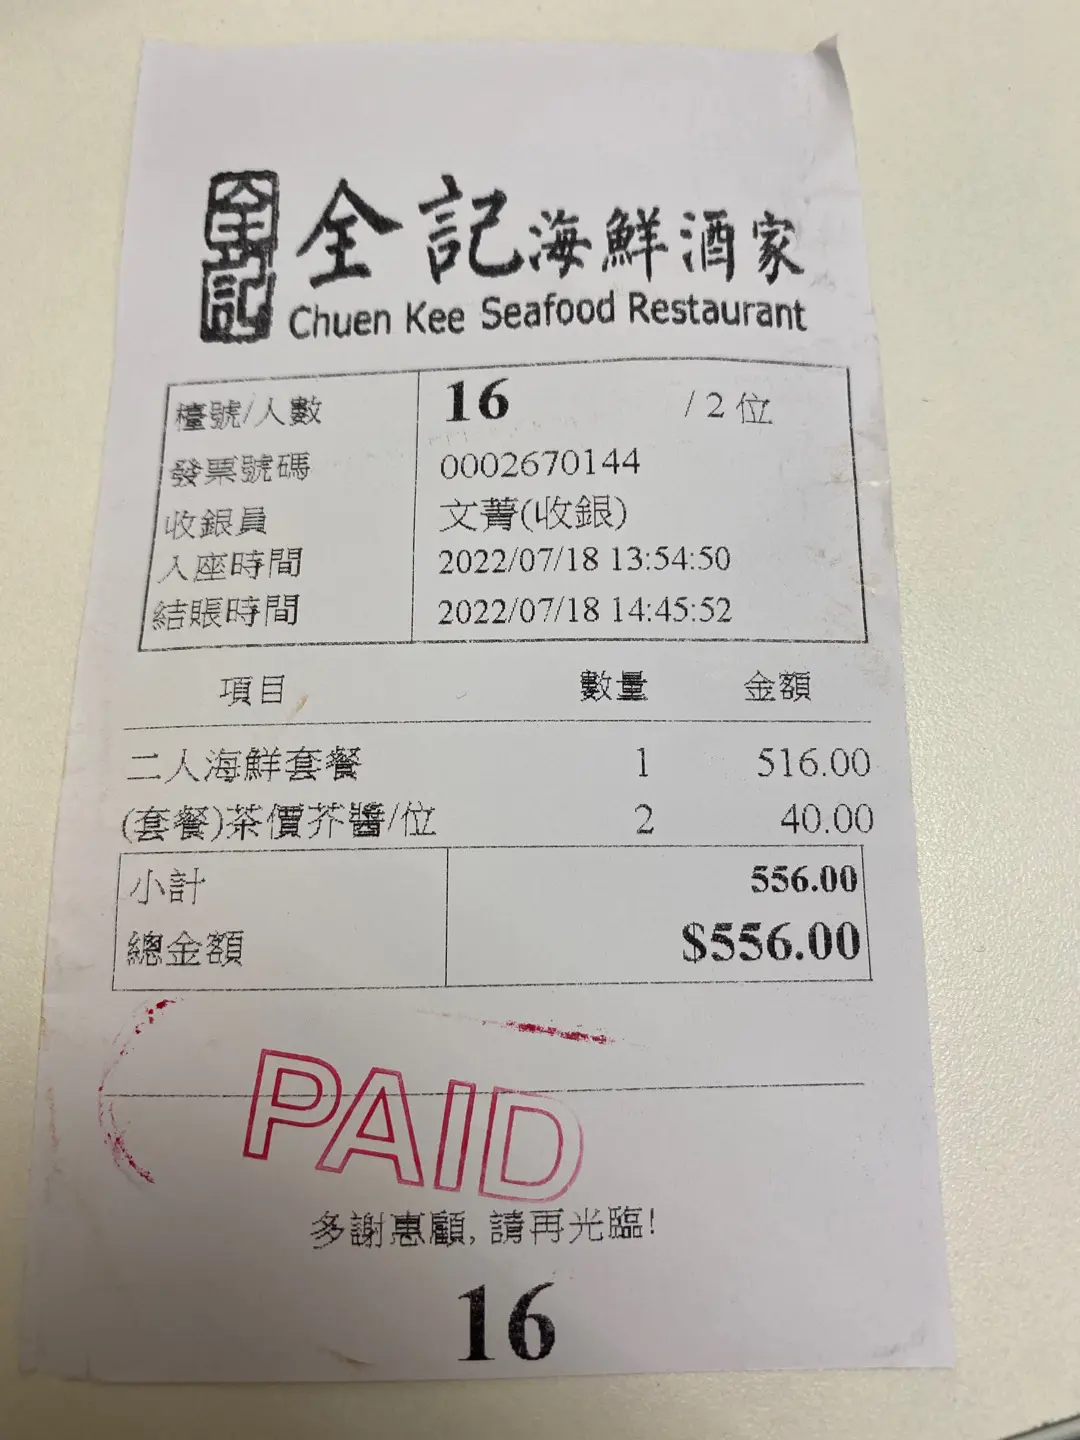 全記 全記海鮮酒家
Chuen Kee Seafood Restaurant
檯號/人數 16 / 2 位
發票號碼 0002670144
收銀員 文菁(收銀)
入座時間 2022/07/18 13:54:50
結賬時間 2022/07/18 14:45:52
項目 數量 金額
二人海鮮套餐 1 516.00
(套餐)茶價芥醬/位 2 40.00
小計 556.00
總金額 $556.00
PAID
多謝惠顧, 請再光臨!
16